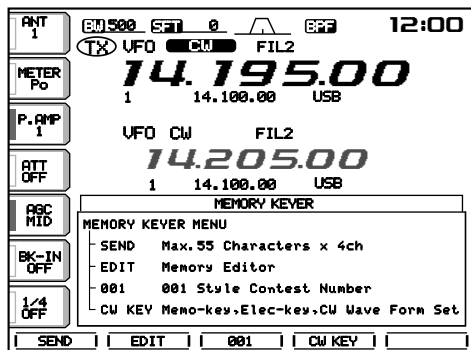 ANT
1
BW 500 SFT 0 BPF 12:00
TX VFO CW FIL2
14.195.00
1 14.100.00 USB
METER
Po
P.AMP
1
VFO CW FIL2
14.205.00
1 14.100.00 USB
ATT
OFF
AGC
MID
BK-IN
OFF
1/4
OFF
MEMORY KEYER
MEMORY KEYER MENU
SEND Max.55 Characters x 4ch
EDIT Memory Editor
001 001 Style Contest Number
CW KEY Memo-key,Elec-key,CW Wave Form Set
SEND EDIT 001 CW KEY